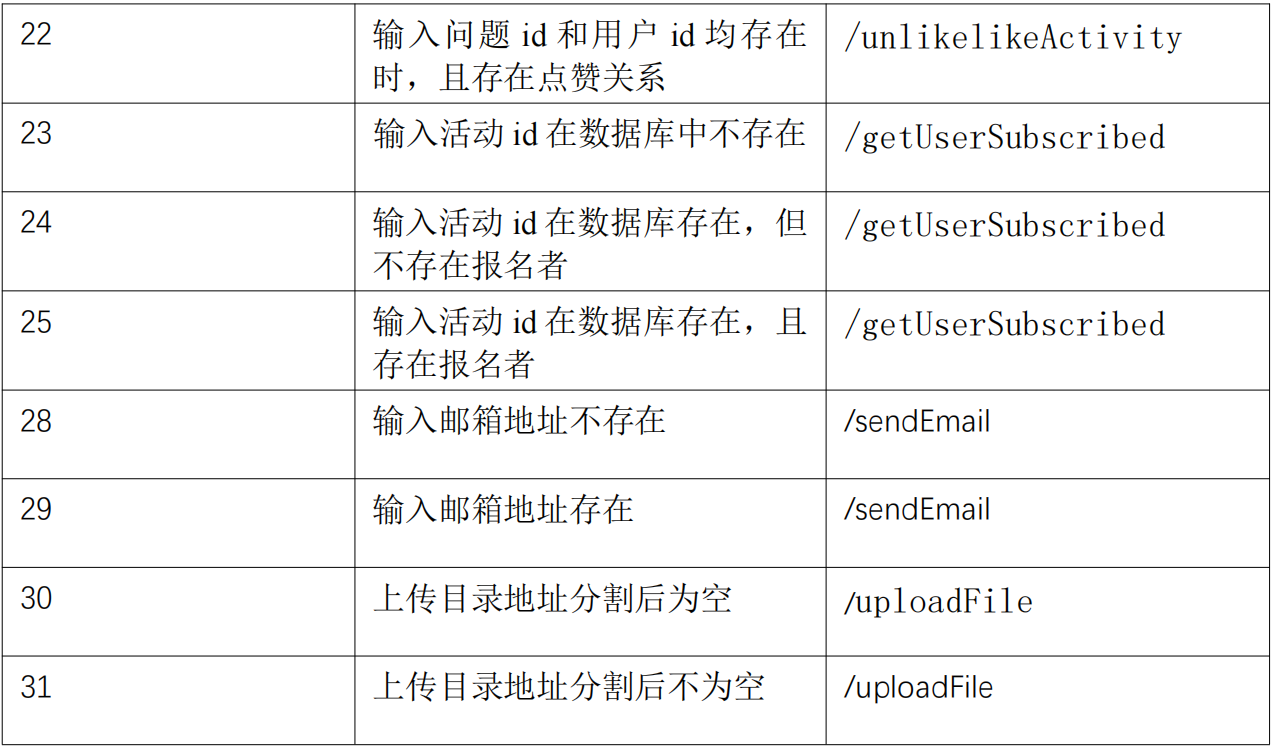 22
输入问题 id 和用户 id 均存在
时，且存在点赞关系
/unlikelikeActivity
23
输入活动 id 在数据库中不存在
/getUserSubscribed
24
输入活动 id 在数据库存在，但
不存在报名者
/getUserSubscribed
25
输入活动 id 在数据库存在，且
存在报名者
/getUserSubscribed
28
输入邮箱地址不存在
/sendEmail
29
输入邮箱地址存在
/sendEmail
30
上传目录地址分割后为空
/uploadFile
31
上传目录地址分割后不为空
/uploadFile